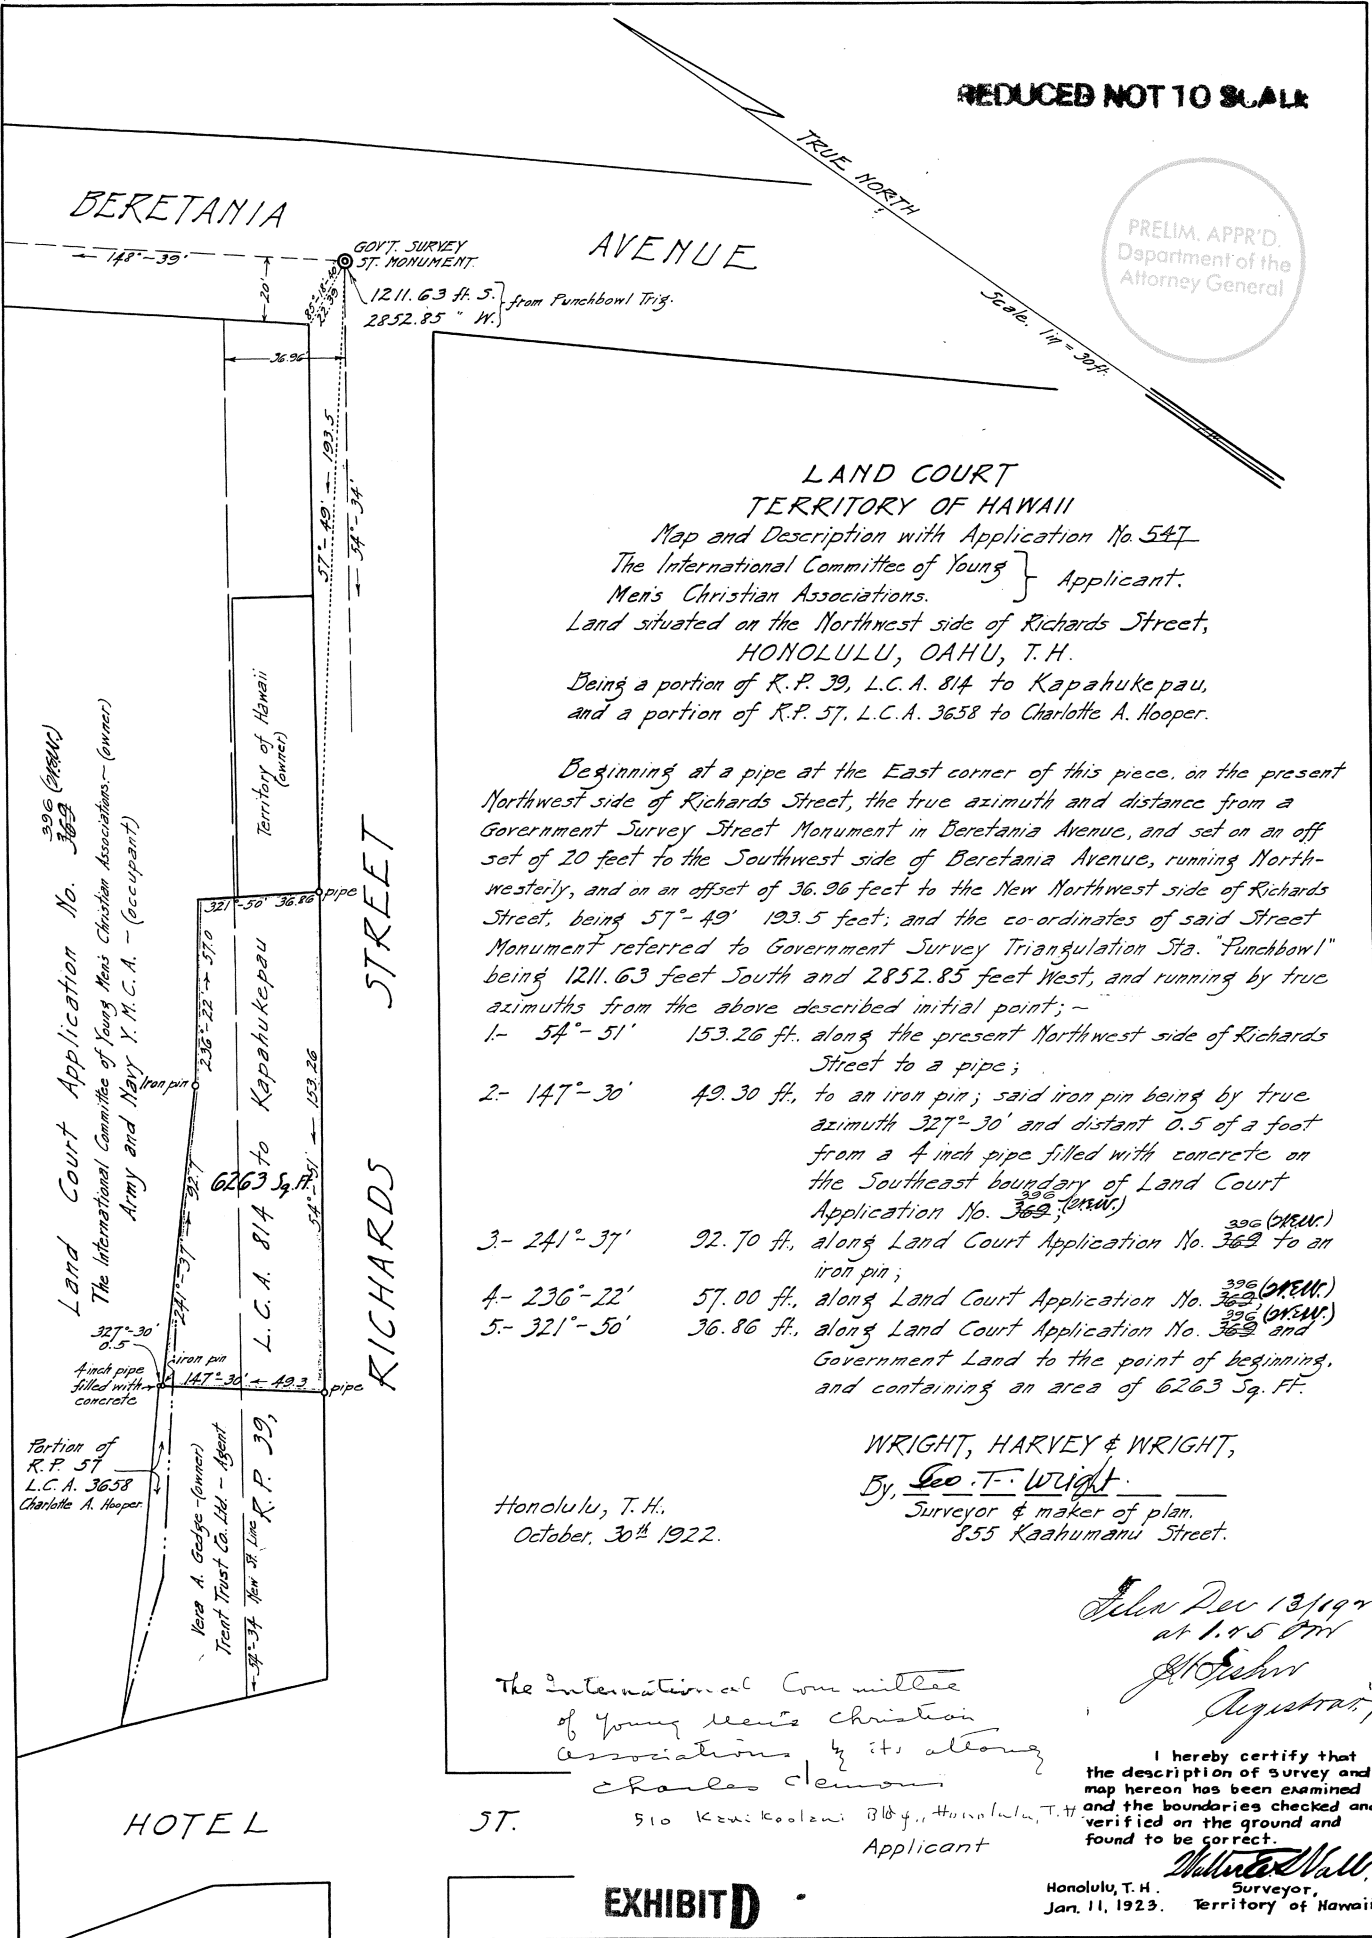 REDUCED NOT TO SCALE
TRUE NORTH
Scale. 1in = 30ft.
PRELIM. APPR'D.
Department of the
Attorney General
BERETANIA AVENUE
← 148°-39'
20'
GOV'T. SURVEY
ST. MONUMENT.
85°-18'-40"
22.39
1211.63 ft. S. } from Punchbowl Trig.
2852.85 " W.
36.96
57°-49' ← 193.5
← 54°-34'
LAND COURT
TERRITORY OF HAWAII
Map and Description with Application No. 547
The International Committee of Young } Applicant.
Men's Christian Associations.
Land situated on the Northwest side of Richards Street,
HONOLULU, OAHU, T.H.
Being a portion of R.P. 39, L.C.A. 814 to Kapahukepau,
and a portion of R.P. 57, L.C.A. 3658 to Charlotte A. Hooper.
Beginning at a pipe at the East corner of this piece, on the present
Northwest side of Richards Street, the true azimuth and distance from a
Government Survey Street Monument in Beretania Avenue, and set on an off
set of 20 feet to the Southwest side of Beretania Avenue, running North-
westerly, and on an offset of 36.96 feet to the New Northwest side of Richards
Street, being 57°-49' 193.5 feet; and the co-ordinates of said Street
Monument referred to Government Survey Triangulation Sta. "Punchbowl"
being 1211.63 feet South and 2852.85 feet West, and running by true
azimuths from the above described initial point;~
1.- 54°-51' 153.26 ft. along the present Northwest side of Richards
Street to a pipe;
2.- 147°-30' 49.30 ft., to an iron pin; said iron pin being by true
azimuth 327°-30' and distant 0.5 of a foot
from a 4 inch pipe filled with concrete on
the Southeast boundary of Land Court
396
Application No. 369;
396
3.- 241°-37' 92.70 ft., along Land Court Application No. 369 to an
iron pin;
396
4.- 236°-22' 57.00 ft., along Land Court Application No. 369;
396
5.- 321°-50' 36.86 ft., along Land Court Application No. 369 and
Government Land to the point of beginning,
and containing an area of 6263 Sq. Ft.
WRIGHT, HARVEY & WRIGHT,
By, Geo. T. Wright.
Surveyor & maker of plan.
855 Kaahumanu Street.
Honolulu, T.H.,
October, 30th 1922.
396
Land Court Application No. 369
The International Committee of Young Men's Christian Associations.~(owner)
Army and Navy Y.M.C.A. - (occupant)
Territory of Hawaii
(owner)
321°-50' 36.86
pipe
236°-22' → 57.0
Iron pin
241°-37' → 92.7
6263 Sq. Ft.
54°-51' ← 153.26
R.P. 39, L.C.A. 814 to Kapahukepau
RICHARDS STREET
327°-30'
0.5
4 inch pipe
filled with
concrete
iron pin
147°-30' ← 49.3
pipe
Portion of
R.P. 57
L.C.A. 3658
Charlotte A. Hooper.
Vera A. Gedge -(owner)
Trent Trust Co. Ltd. - Agent
← 54°-34 New St. Line
HOTEL ST.
Dec 13/192
at
Registrar
The International Committee
of Young Men's Christian
Associations by its attorney
Charles Clemons
510 Kauikeolani Bldg., Honolulu, T.H.
Applicant
I hereby certify that
the description of survey and
map hereon has been examined
and the boundaries checked and
verified on the ground and
found to be correct.
Walter E. Wall,
Surveyor,
Honolulu, T.H. Territory of Hawaii
Jan. 11, 1923.
EXHIBIT D